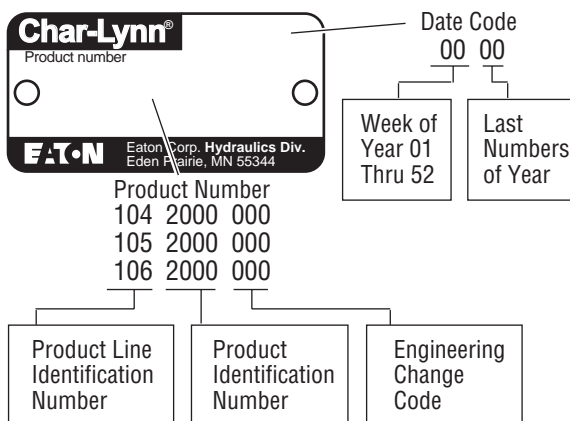 Char-Lynn®
Product number
EATON
Eaton Corp. Hydraulics Div.
Eden Prairie, MN 55344
Date Code
00 00
Week of
Year 01
Thru 52
Last
Numbers
of Year
Product Number
104 2000 000
105 2000 000
106 2000 000
Product Line
Identification
Number
Product
Identification
Number
Engineering
Change
Code